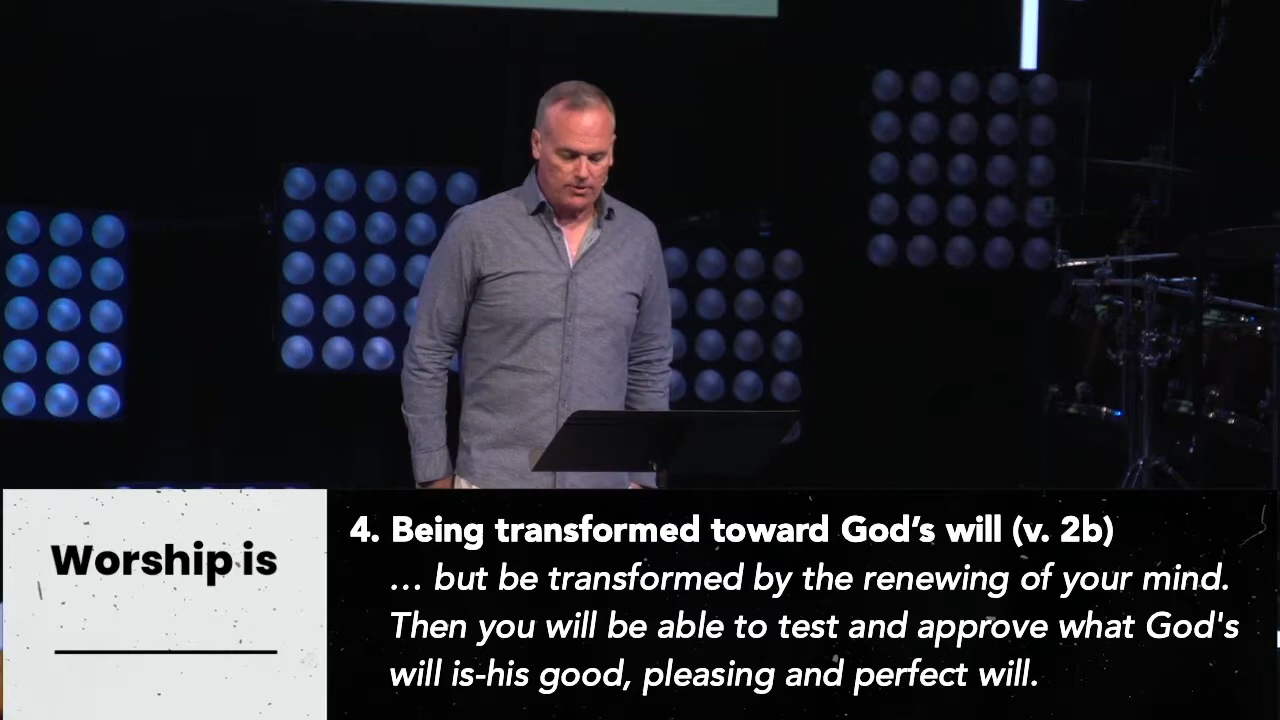 Worship is
4. Being transformed toward God’s will (v. 2b)
… but be transformed by the renewing of your mind.
Then you will be able to test and approve what God's
will is-his good, pleasing and perfect will.